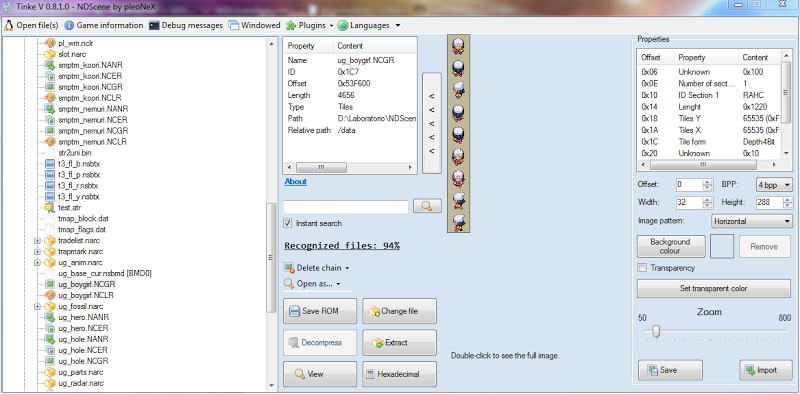 Tinke V 0.8.1.0 - NDScene by pleoNeX
Open file(s) Game information Debug messages Windowed Plugins Languages
pl_wm.nclr
slot.narc
smptm_koori.NANR
smptm_koori.NCER
smptm_koori.NCGR
smptm_koori.NCLR
smptm_nemuri.NANR
smptm_nemuri.NCER
smptm_nemuri.NCGR
smptm_nemuri.NCLR
str2uni.bin
t3_fl_b.nsbtx
t3_fl_l.nsbtx
t3_fl_r.nsbtx
t3_fl_y.nsbtx
test.atr
tmap_block.dat
tmap_flags.dat
tradelist.narc
trapmark.narc
ug_anim.narc
ug_base_cur.nsbmd [BMD0]
ug_boygirl.NCGR
ug_boygirl.NCLR
ug_fossil.narc
ug_hero.NANR
ug_hero.NCER
ug_hole.NANR
ug_hole.NCER
ug_hole.NCGR
ug_parts.narc
ug_radar.narc
Property Content
Name ug_boygirl.NCGR
ID 0x1C7
Offset 0x53F600
Length 4656
Type Tiles
Path D:\Laboratorio\NDScen
Relative path /data
About
Instant search
Recognized files: 94%
Delete chain
Open as...
Save ROM
Change file
Decompress
Extract
View
Hexadecimal
<
<
<
<
<
Double-click to see the full image.
Properties
Offset Property Content
0x06 Unknown 0x100
0x0E Number of sect... 1
0x10 ID Section 1 RAHC
0x14 Lenght 0x1220
0x18 Tiles Y 65535 (0xF
0x1A Tiles X 65535 (0xF
0x1C Tile form Depth4Bit
0x20 Unknown 0x10
Offset: 0 BPP: 4 bpp
Width: 32 Height: 288
Image pattern: Horizontal
Background colour
Remove
Transparency
Set transparent color
Zoom
50 800
Save
Import